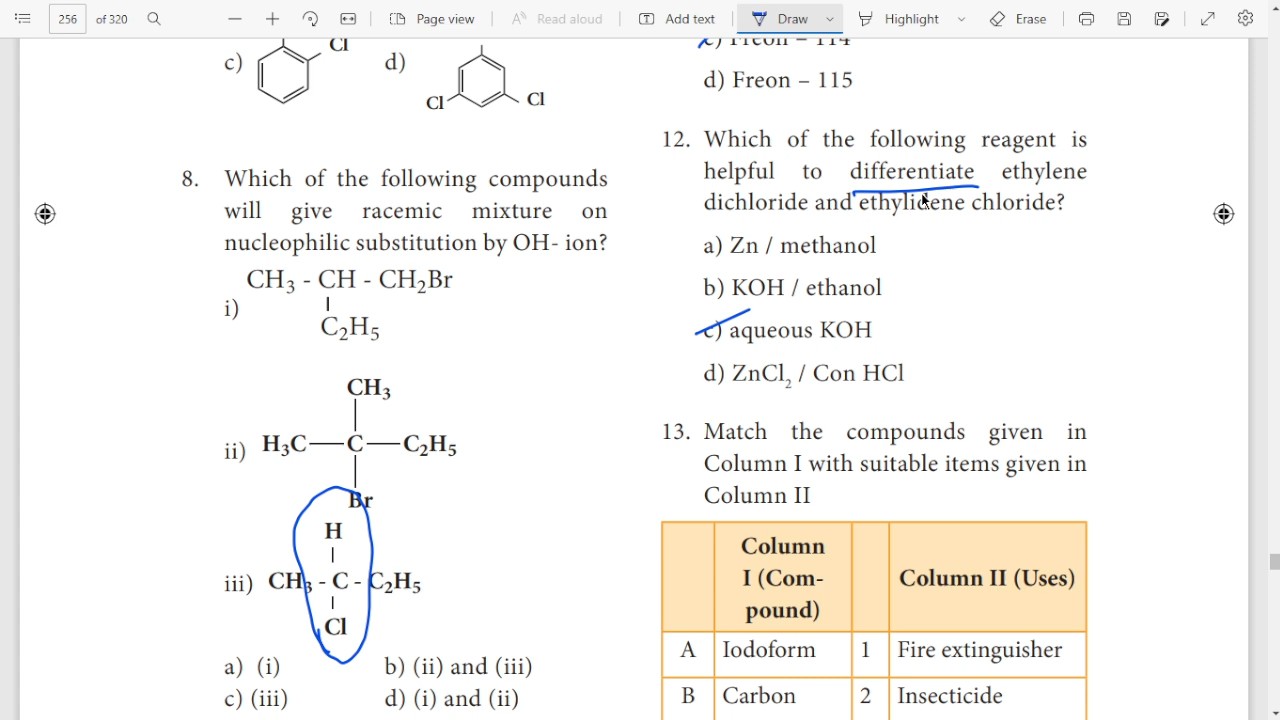 256 of 320 Page view Read aloud Add text Draw Highlight Erase
Cl
c)
d)
Cl
Cl
8. Which of the following compounds
will give racemic mixture on
nucleophilic substitution by OH- ion?
CH₃ - CH - CH₂Br
i)
C₂H₅
CH₃
ii) H₃C—C—C₂H₅
Br
H
iii) CH₃ - C - C₂H₅
Cl
a) (i) b) (ii) and (iii)
c) (iii) d) (i) and (ii)
c) Freon – 114
d) Freon – 115
12. Which of the following reagent is
helpful to differentiate ethylene
dichloride and ethylidene chloride?
a) Zn / methanol
b) KOH / ethanol
c) aqueous KOH
d) ZnCl₂ / Con HCl
13. Match the compounds given in
Column I with suitable items given in
Column II
Column
I (Com-
pound)
Column II (Uses)
A Iodoform 1 Fire extinguisher
B Carbon 2 Insecticide